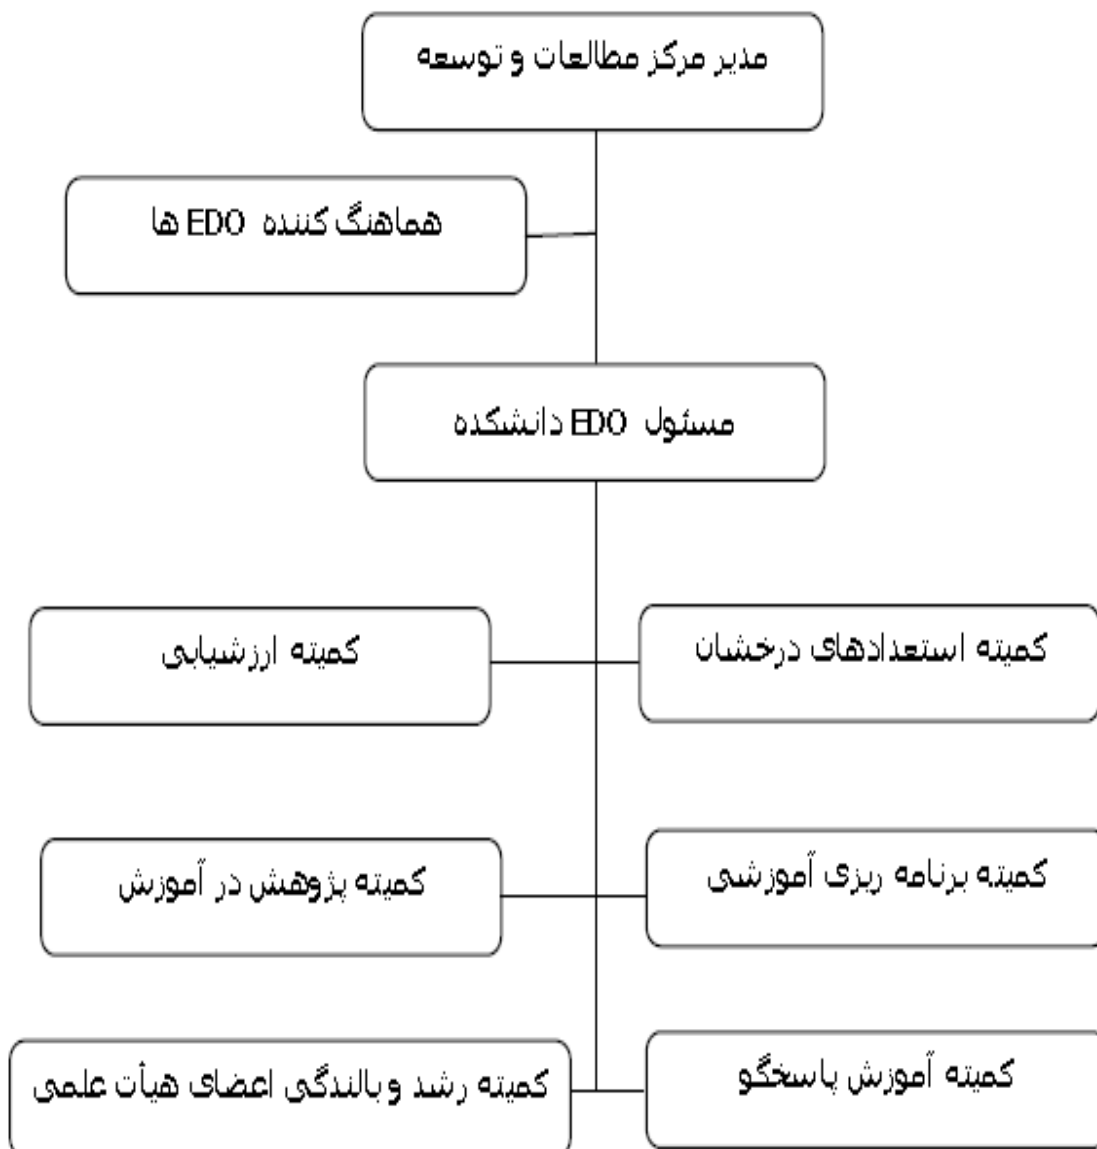 مدیر مرکز مطالعات و توسعه
هماهنگ کننده EDO ها
مسئول EDO دانشکده
کمیته استعدادهای درخشان
کمیته ارزشیابی
کمیته برنامه ریزی آموزشی
کمیته پژوهش در آموزش
کمیته آموزش پاسخگو
کمیته رشد و بالندگی اعضای هیأت علمی